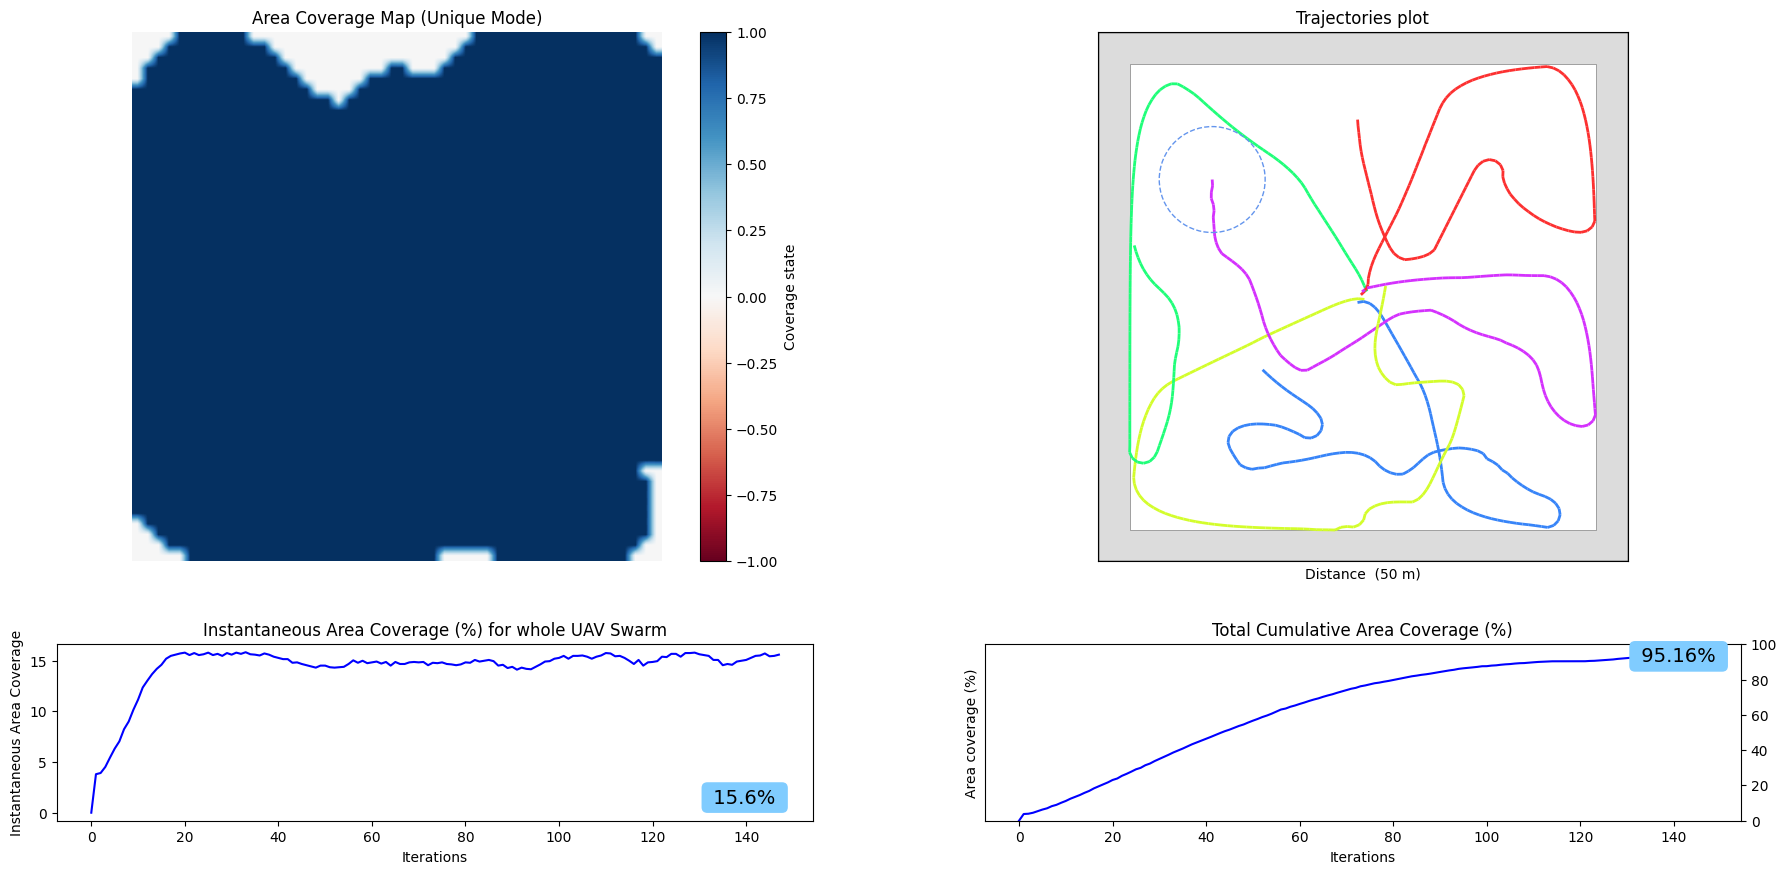 Area Coverage Map (Unique Mode)
1.00
0.75
0.50
0.25
0.00
−0.25
−0.50
−0.75
−1.00
Coverage state
Trajectories plot
Distance  (50 m)
Instantaneous Area Coverage (%) for whole UAV Swarm
Instantaneous Area Coverage
15
10
5
0
15.6%
0 20 40 60 80 100 120 140
Iterations
Total Cumulative Area Coverage (%)
Area coverage (%)
95.16%
100
80
60
40
20
0
0 20 40 60 80 100 120 140
Iterations